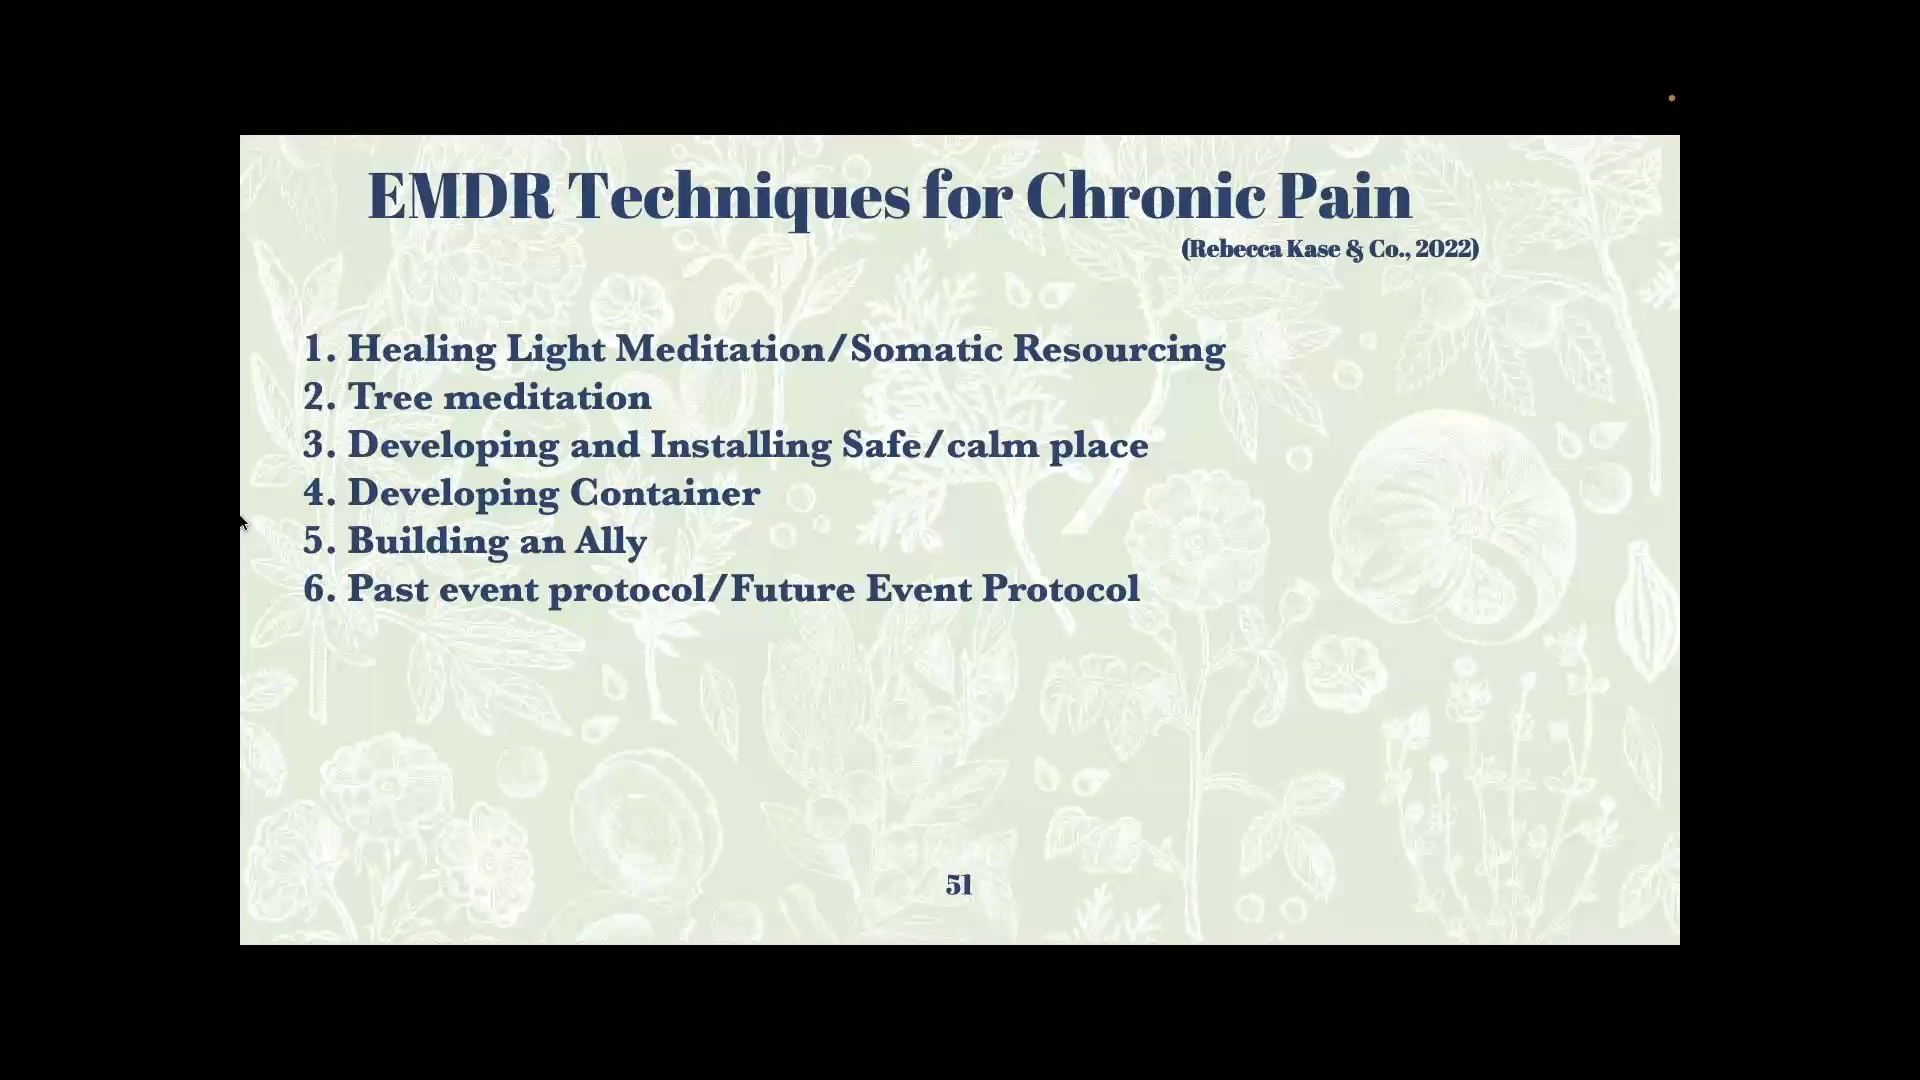 EMDR Techniques for Chronic Pain
(Rebecca Kase & Co., 2022)
1. Healing Light Meditation/Somatic Resourcing
2. Tree meditation
3. Developing and Installing Safe/calm place
4. Developing Container
5. Building an Ally
6. Past event protocol/Future Event Protocol
51